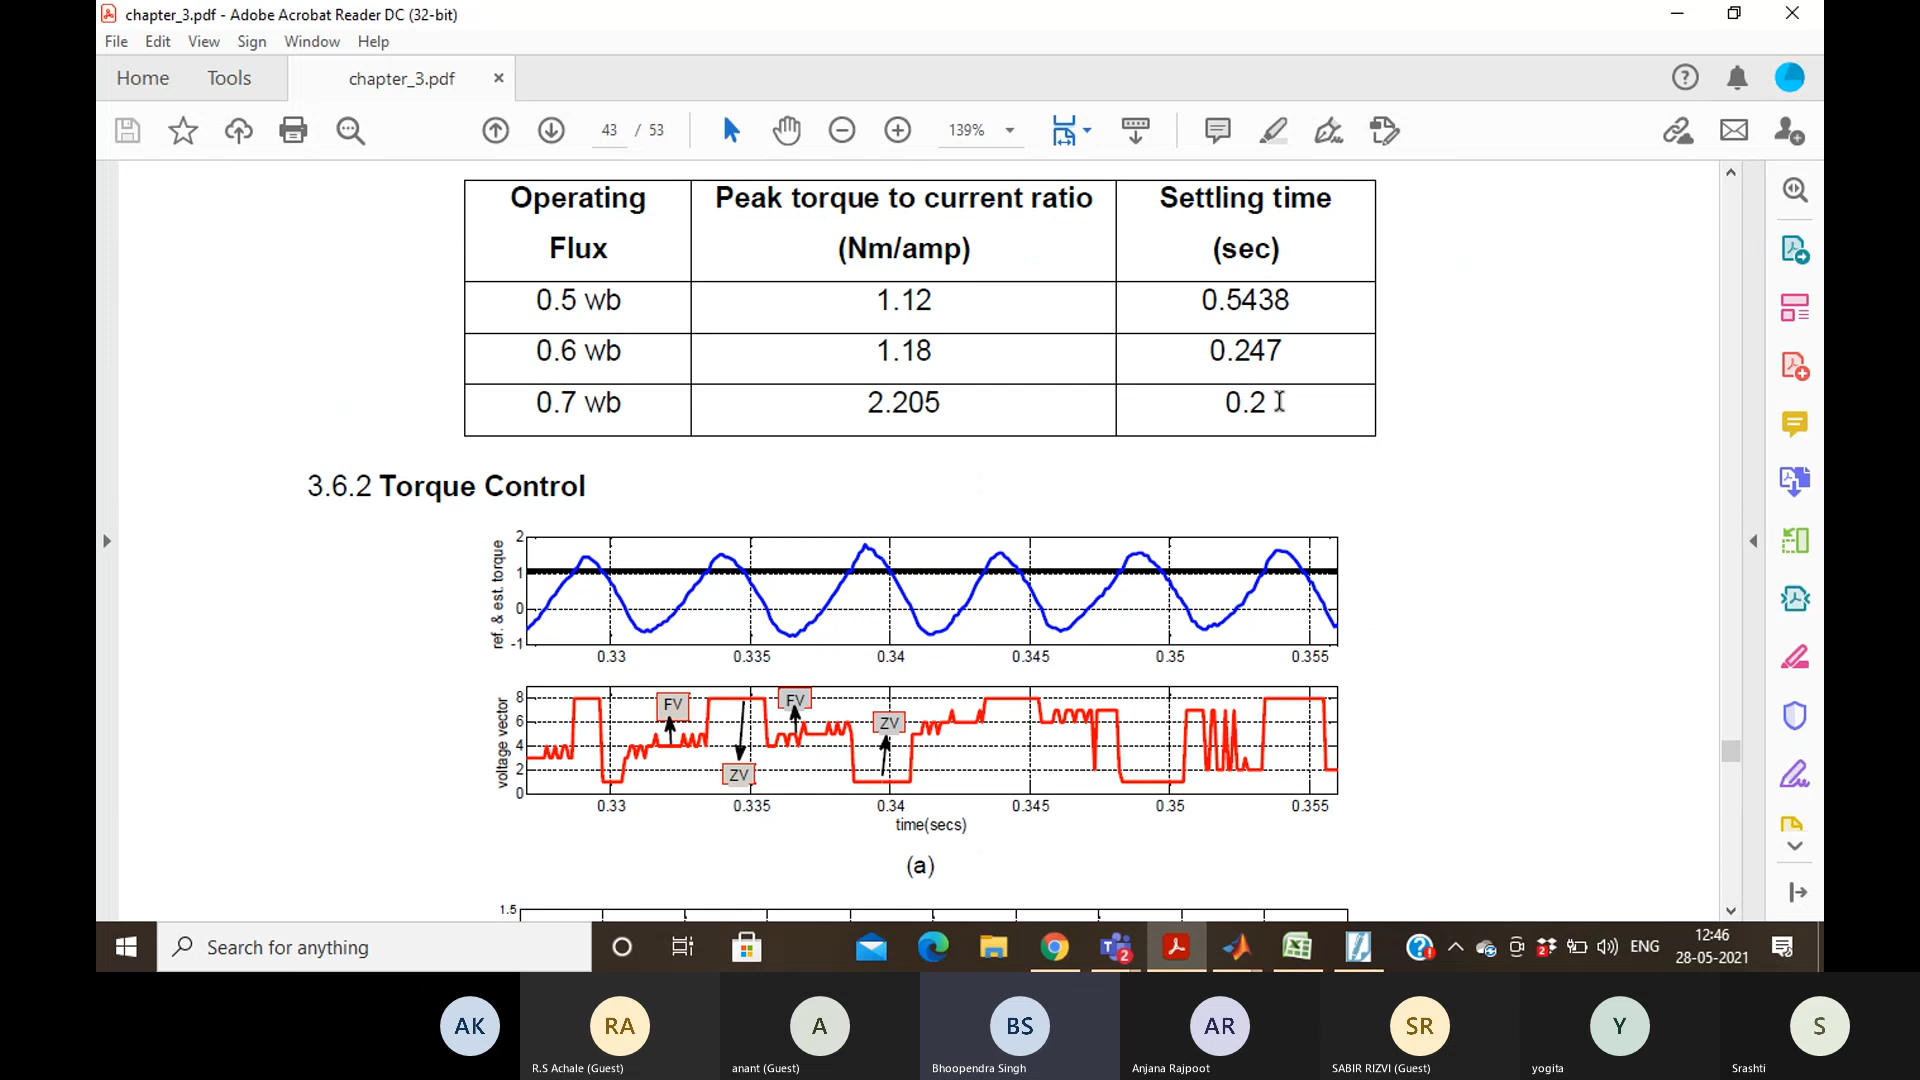 chapter_3.pdf - Adobe Acrobat Reader DC (32-bit)
File Edit View Sign Window Help
Home Tools chapter_3.pdf ×
43 / 53 139%
Operating Flux Peak torque to current ratio (Nm/amp) Settling time (sec)
0.5 wb 1.12 0.5438
0.6 wb 1.18 0.247
0.7 wb 2.205 0.2
3.6.2 Torque Control
ref. & est. torque
2
1
0
-1
0.33 0.335 0.34 0.345 0.35 0.355
voltage vector
8
6
4
2
0
FV FV ZV ZV
0.33 0.335 0.34 0.345 0.35 0.355
time(secs)
(a)
1.5
Search for anything
2
2
ENG
12:46
28-05-2021
AK RA A BS AR SR Y S
R.S Achale (Guest) anant (Guest) Bhoopendra Singh Anjana Rajpoot SABIR RIZVI (Guest) yogita Srashti